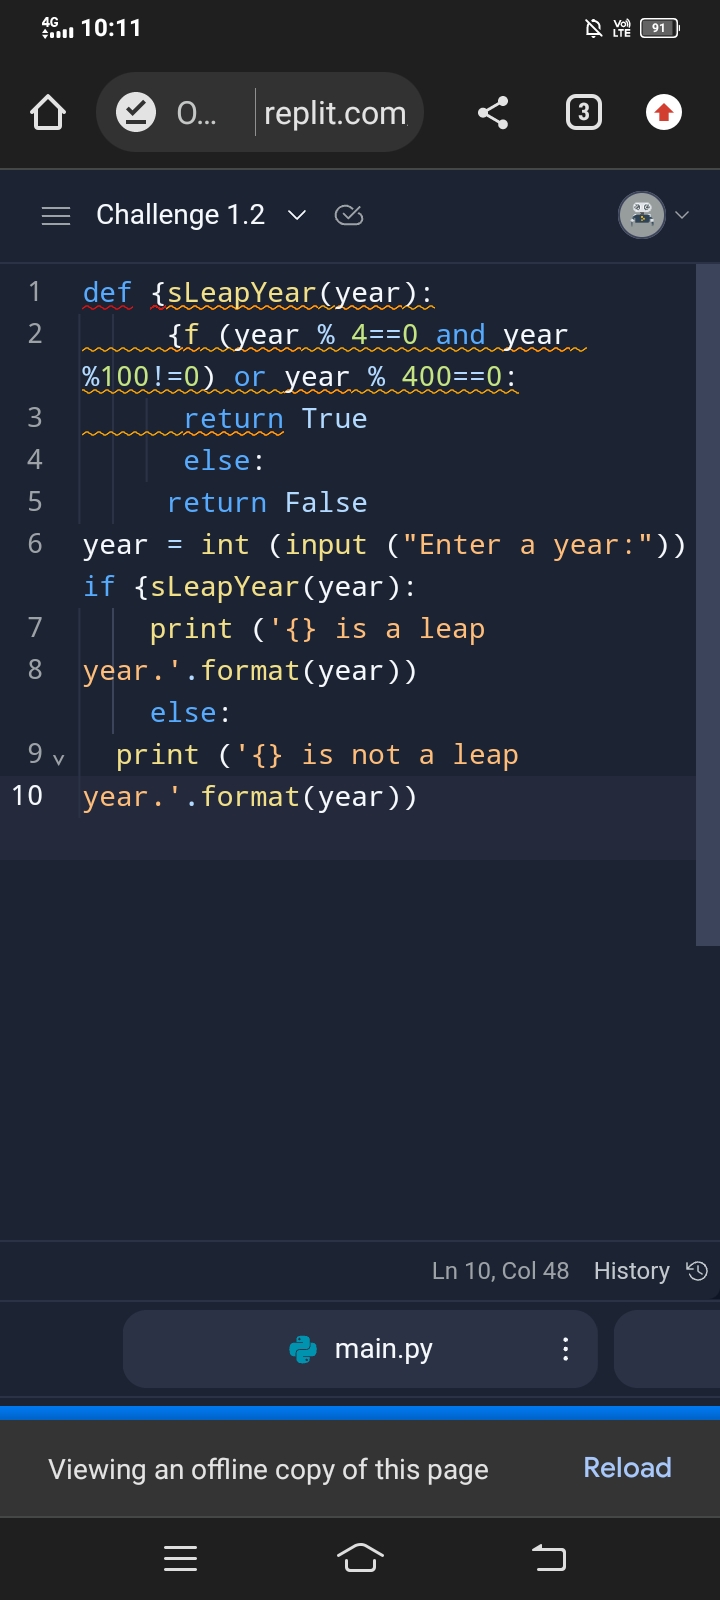 4G 10:11 Vo) LTE 91
O... replit.com 3
Challenge 1.2
1 def {sLeapYear(year):
2 {f (year % 4==0 and year
%100!=0) or year % 400==0:
3 return True
4 else:
5 return False
6 year = int (input ("Enter a year:"))
if {sLeapYear(year):
7 print ('{} is a leap
8 year.'.format(year))
else:
9 print ('{} is not a leap
10 year.'.format(year))
Ln 10, Col 48 History
main.py
Viewing an offline copy of this page Reload